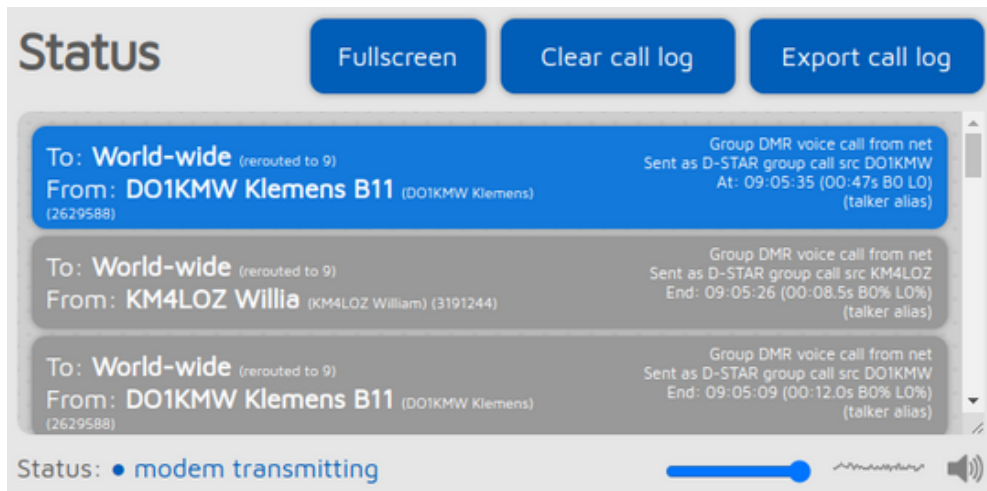 Status
Fullscreen
Clear call log
Export call log
To: World-wide (rerouted to 9)
From: DO1KMW Klemens B11 (DO1KMW Klemens)
(2629588)
Group DMR voice call from net
Sent as D-STAR group call src DO1KMW
At: 09:05:35 (00:47s B0 L0)
(talker alias)
To: World-wide (rerouted to 9)
From: KM4LOZ Willia (KM4LOZ William) (3191244)
Group DMR voice call from net
Sent as D-STAR group call src KM4LOZ
End: 09:05:26 (00:08.5s B0% L0%)
(talker alias)
To: World-wide (rerouted to 9)
From: DO1KMW Klemens B11 (DO1KMW Klemens)
(2629588)
Group DMR voice call from net
Sent as D-STAR group call src DO1KMW
End: 09:05:09 (00:12.0s B0% L0%)
(talker alias)
Status: • modem transmitting